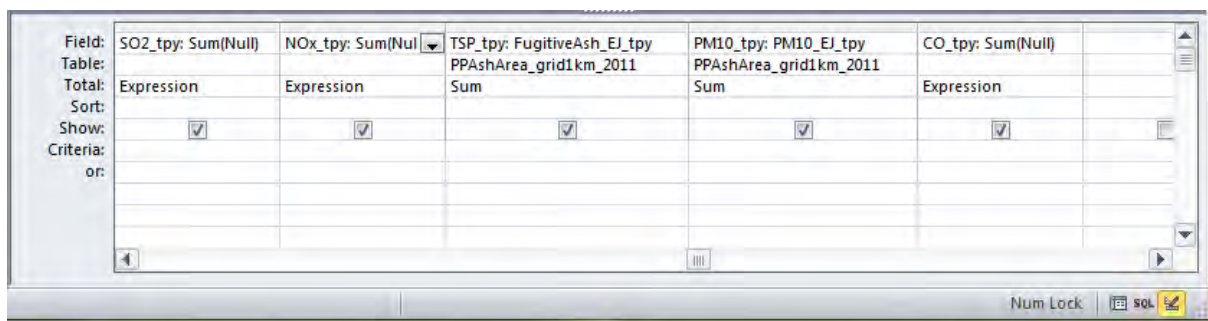 Field: SO2_tpy: Sum(Null) NOx_tpy: Sum(Nul TSP_tpy: FugitiveAsh_EJ_tpy PM10_tpy: PM10_EJ_tpy CO_tpy: Sum(Null)
Table: PPAshArea_grid1km_2011 PPAshArea_grid1km_2011
Total: Expression Expression Sum Sum Expression
Sort:
Show:
Criteria:
or:
Num Lock SQL